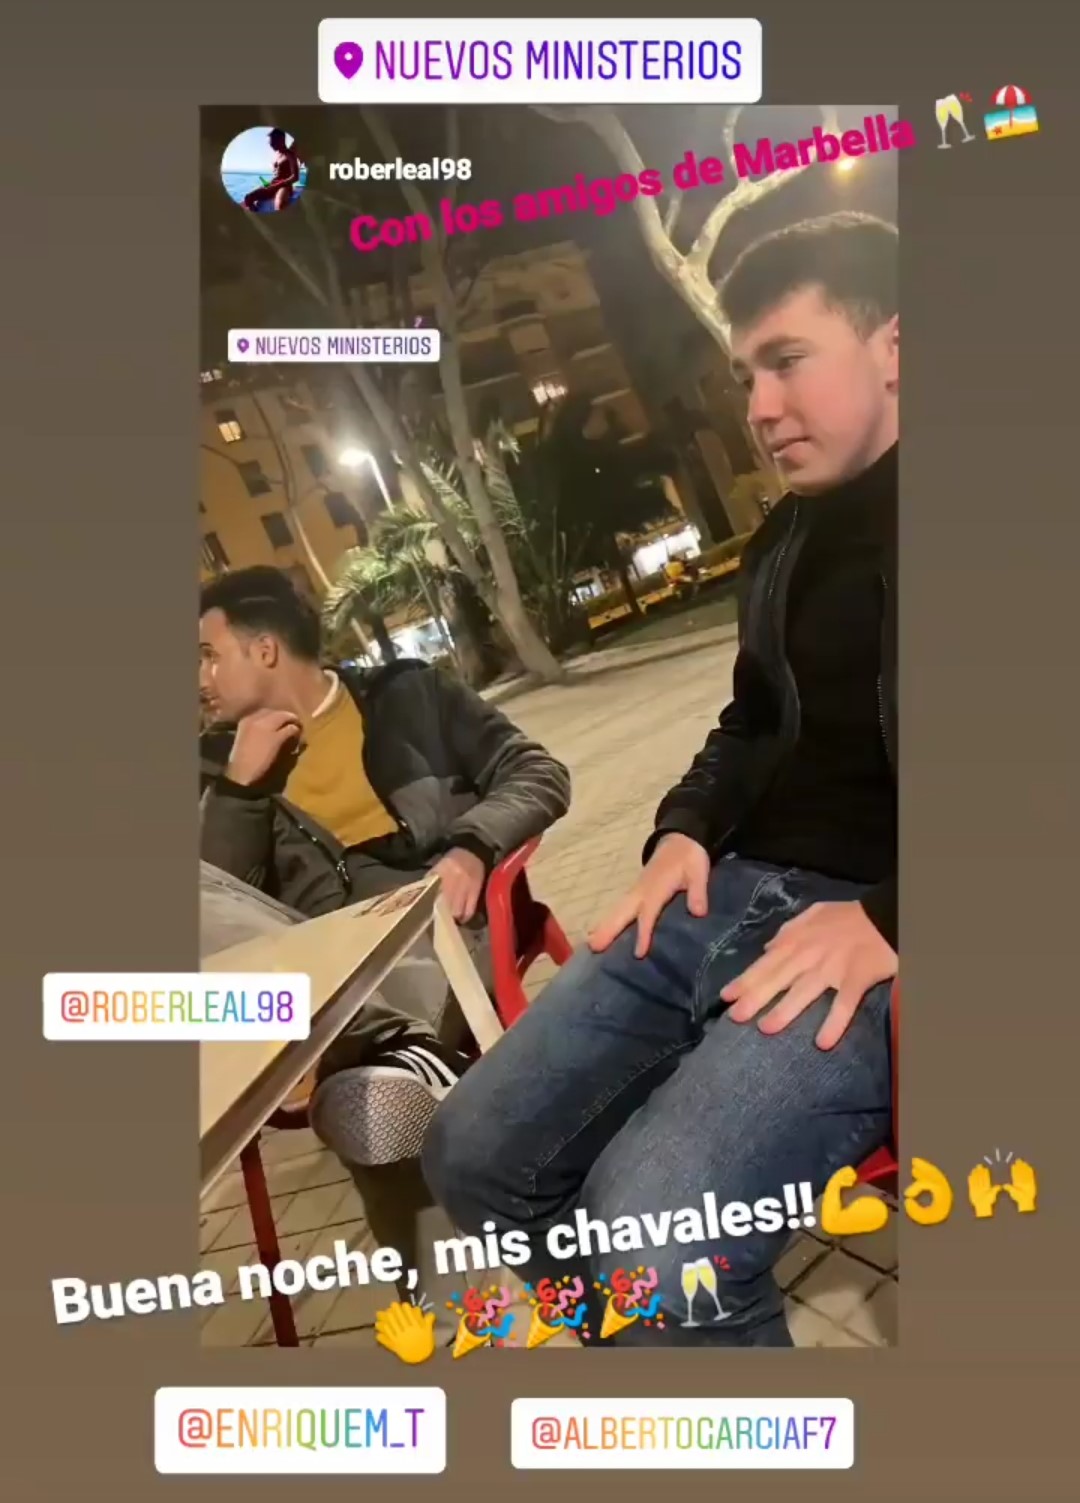 NUEVOS MINISTERIOS
roberleal98
Con los amigos de Marbella 🥂🏖️
NUEVOS MINISTERIOS
@ROBERLEAL98
Buena noche, mis chavales!!💪👌🙌
👏🎉🎉🎉🥂
@ENRIQUEM_T
@ALBERTOGARCIAF7